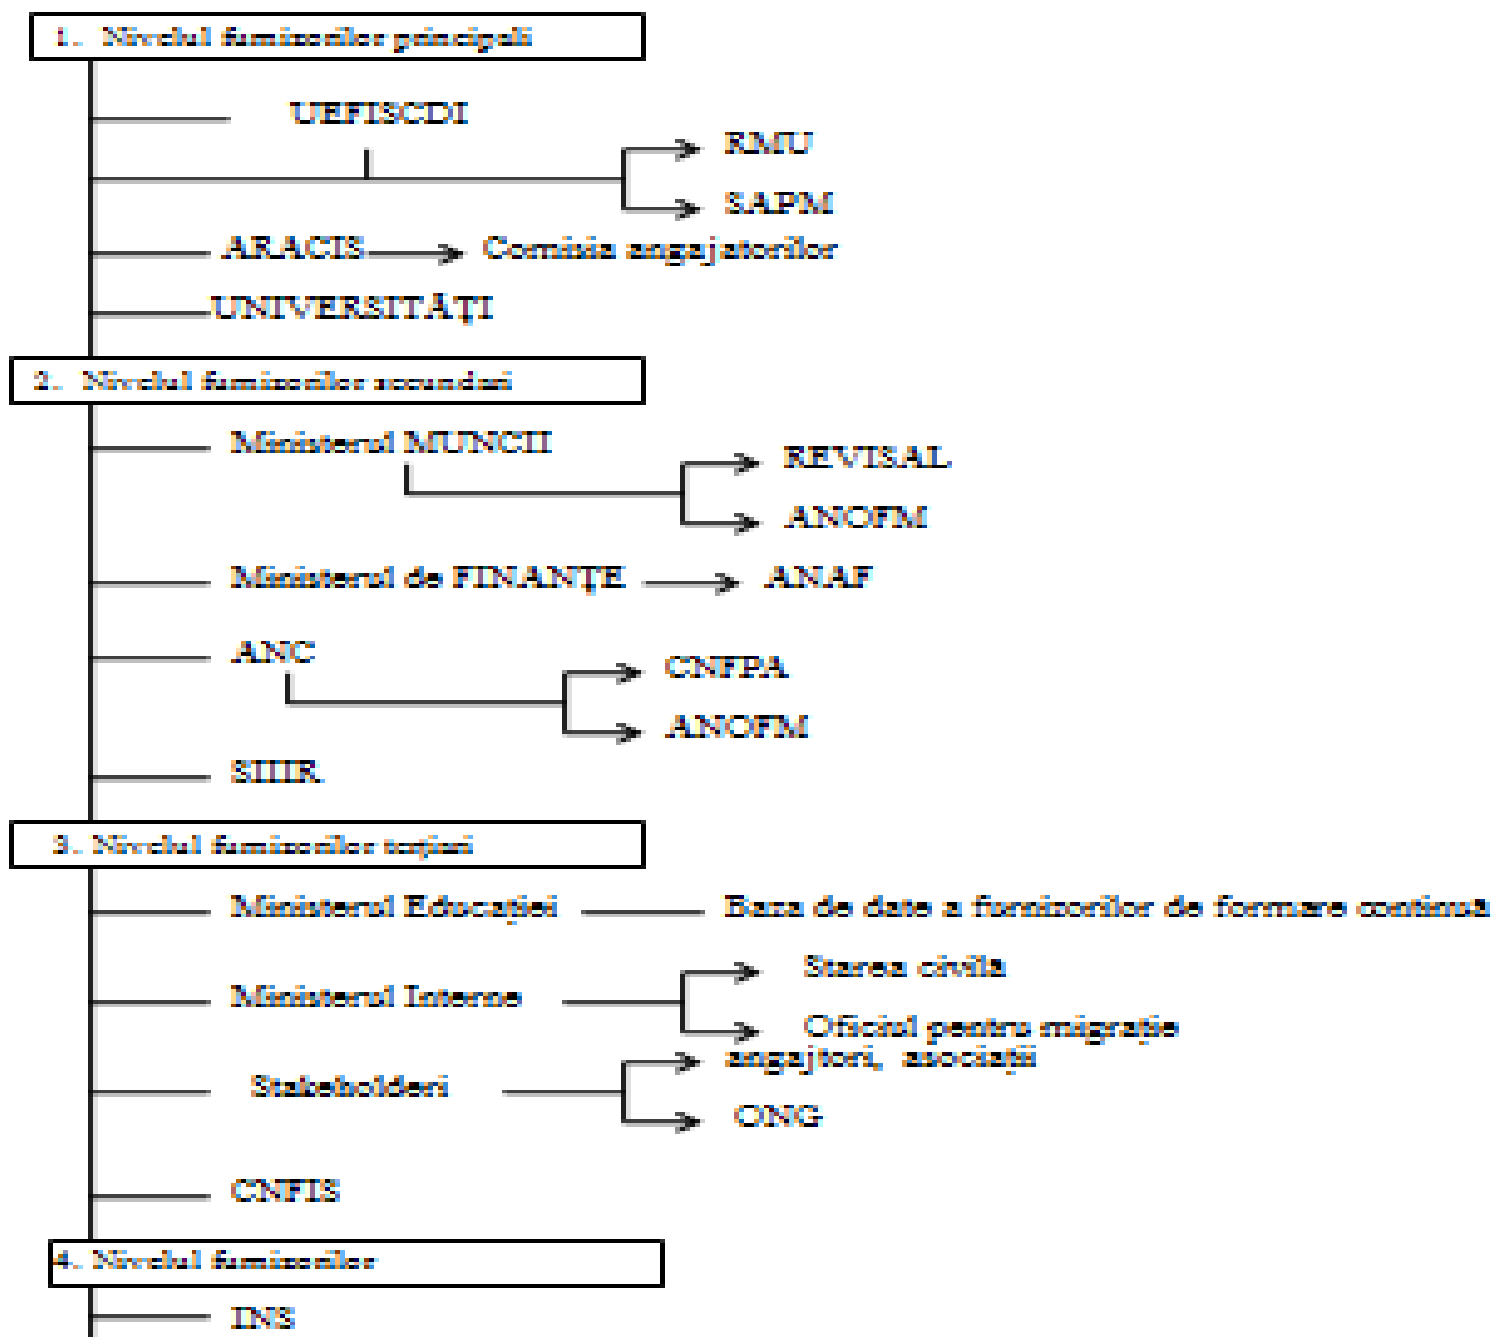 1. Nivelul furnizorilor principali
UEFISCDI
RMU
SAPM
ARACIS Comisia angajatorilor
UNIVERSITĂȚI
2. Nivelul furnizorilor secundari
Ministerul MUNCII
REVISAL
ANOFM
Ministerul de FINANȚE ANAF
ANC
CNFPA
ANOFM
SIIIR
3. Nivelul furnizorilor terțiari
Ministerul Educației Baza de date a furnizorilor de formare continuă
Starea civilă
Ministerul Interne
Oficiul pentru migrație
angajtori, asociații
Stakeholderi
ONG
CNFIS
4. Nivelul furnizorilor
INS